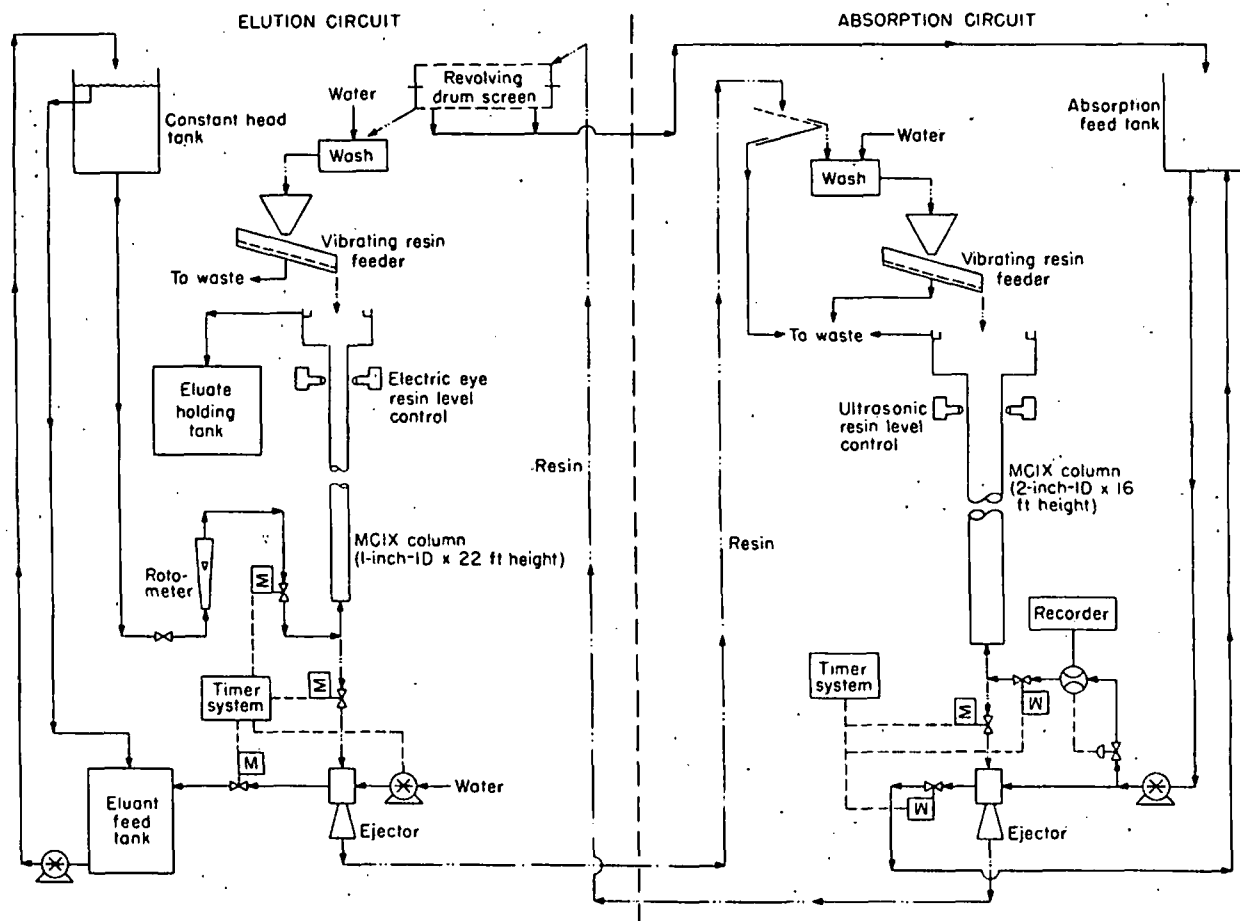 ELUTION CIRCUIT
ABSORPTION CIRCUIT
Revolving
drum screen
Water
Constant head
tank
Wash
Water
Wash
Absorption
feed tank
Vibrating resin
feeder
To waste
Vibrating resin
feeder
To waste
Eluate
holding
tank
Electric eye
resin level
control
Ultrasonic
resin level
control
Resin
Resin
MCIX column
(1-inch-ID x 22 ft height)
MCIX column
(2-inch-ID x 16
ft height)
Roto-
meter
M
Recorder
Timer
system
M
Timer
system
M
M
M
Water
M
Eluant
feed
tank
Ejector
Ejector